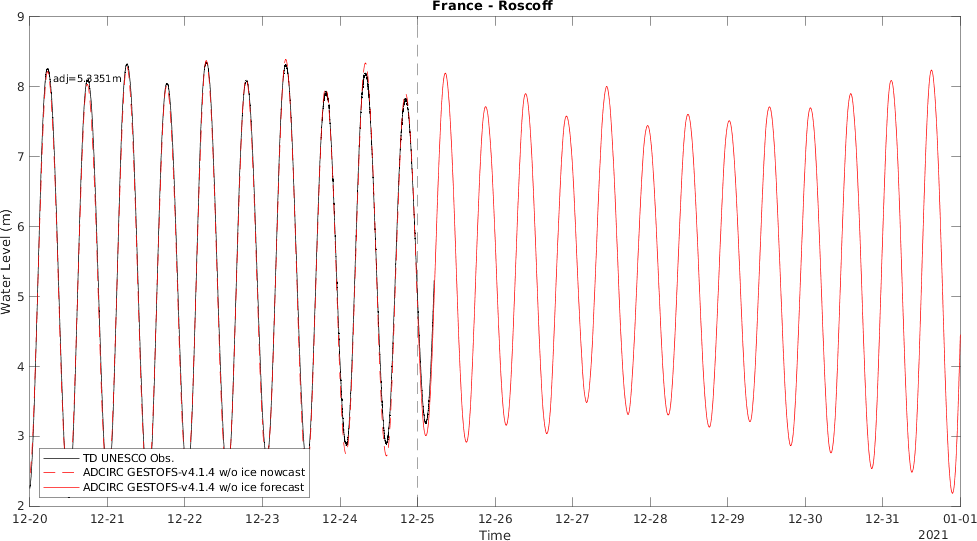 France - Roscoff
9
8
7
6
5
4
3
2
Water Level (m)
adj=5.3351m
TD UNESCO Obs.
ADCIRC GESTOFS-v4.1.4 w/o ice nowcast
ADCIRC GESTOFS-v4.1.4 w/o ice forecast
12-20 12-21 12-22 12-23 12-24 12-25 12-26 12-27 12-28 12-29 12-30 12-31 01-01
Time
2021